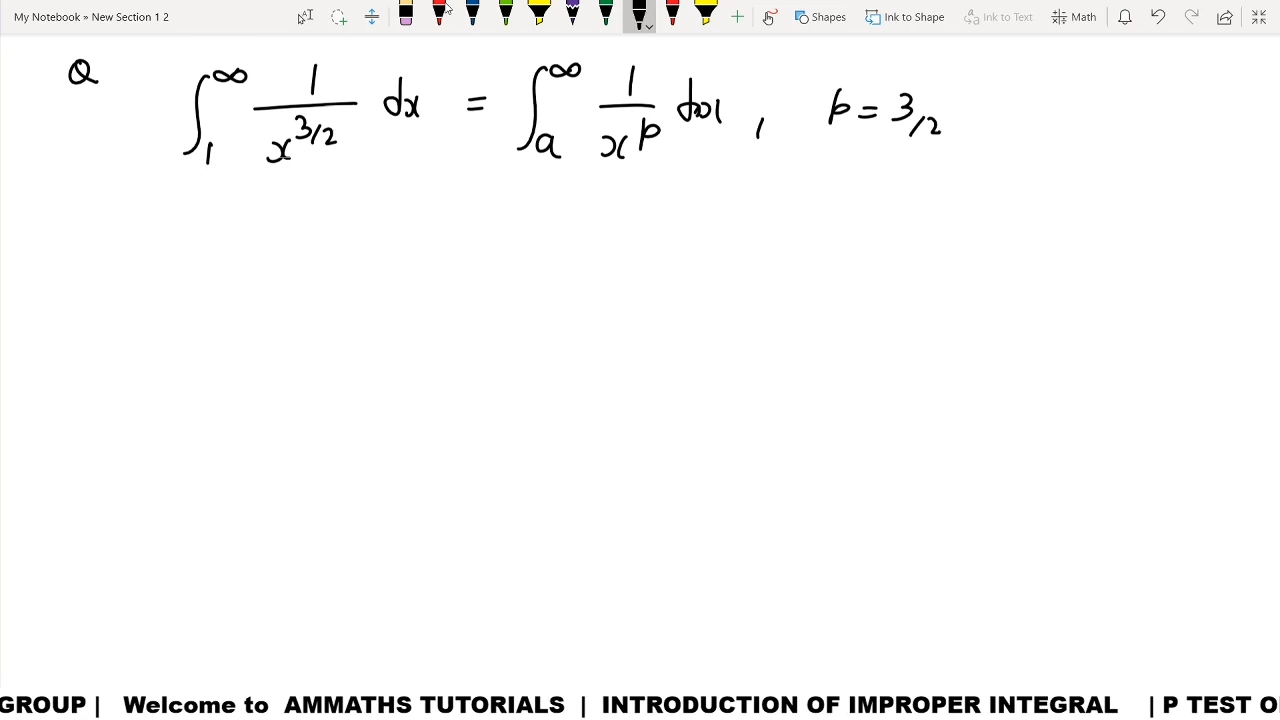 My Notebook » New Section 1 2 Shapes Ink to Shape Ink to Text Math
Q ∫₁^∞ 1/x^{3/2} dx = ∫ₐ^∞ 1/x^p dx , p = 3/2
GROUP | Welcome to AMMATHS TUTORIALS | INTRODUCTION OF IMPROPER INTEGRAL | P TEST O